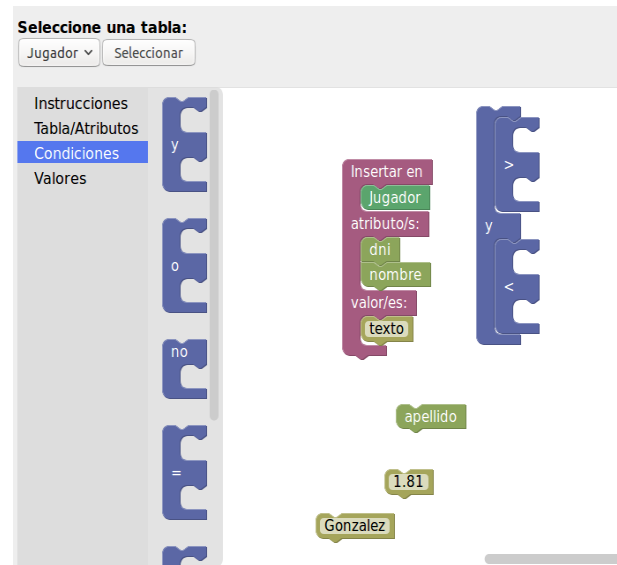 Seleccione una tabla:
Jugador Seleccionar
Instrucciones
Tabla/Atributos
Condiciones
Valores
y
o
no
=
Insertar en
Jugador
atributo/s:
dni
nombre
valor/es:
texto
>
y
<
apellido
1.81
Gonzalez